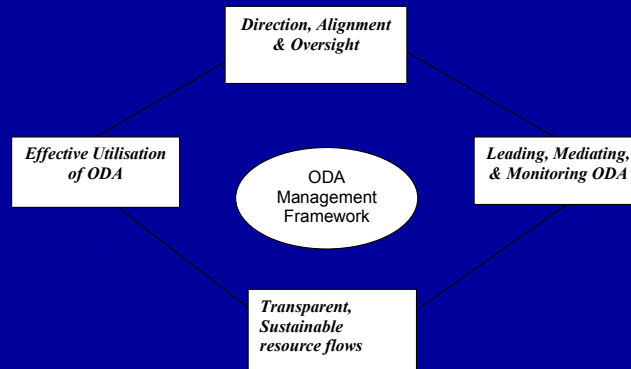 Direction, Alignment
& Oversight
Effective Utilisation
of ODA
ODA
Management
Framework
Leading, Mediating,
& Monitoring ODA
Transparent,
Sustainable
resource flows